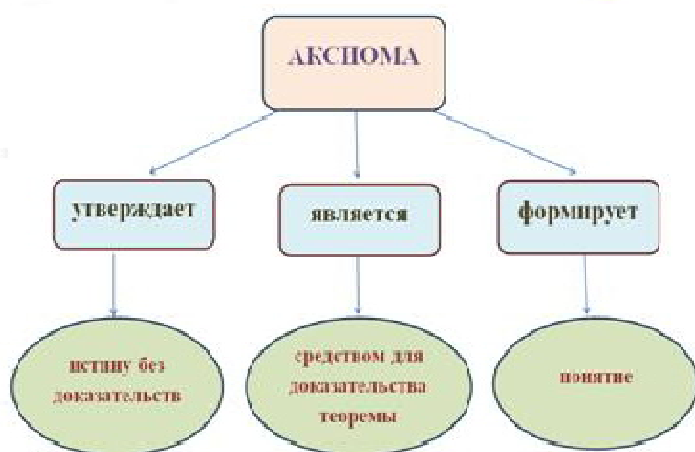 АКСИОМА
утверждает
является
формирует
истину без
доказательств
средством для
доказательства
теоремы
понятие